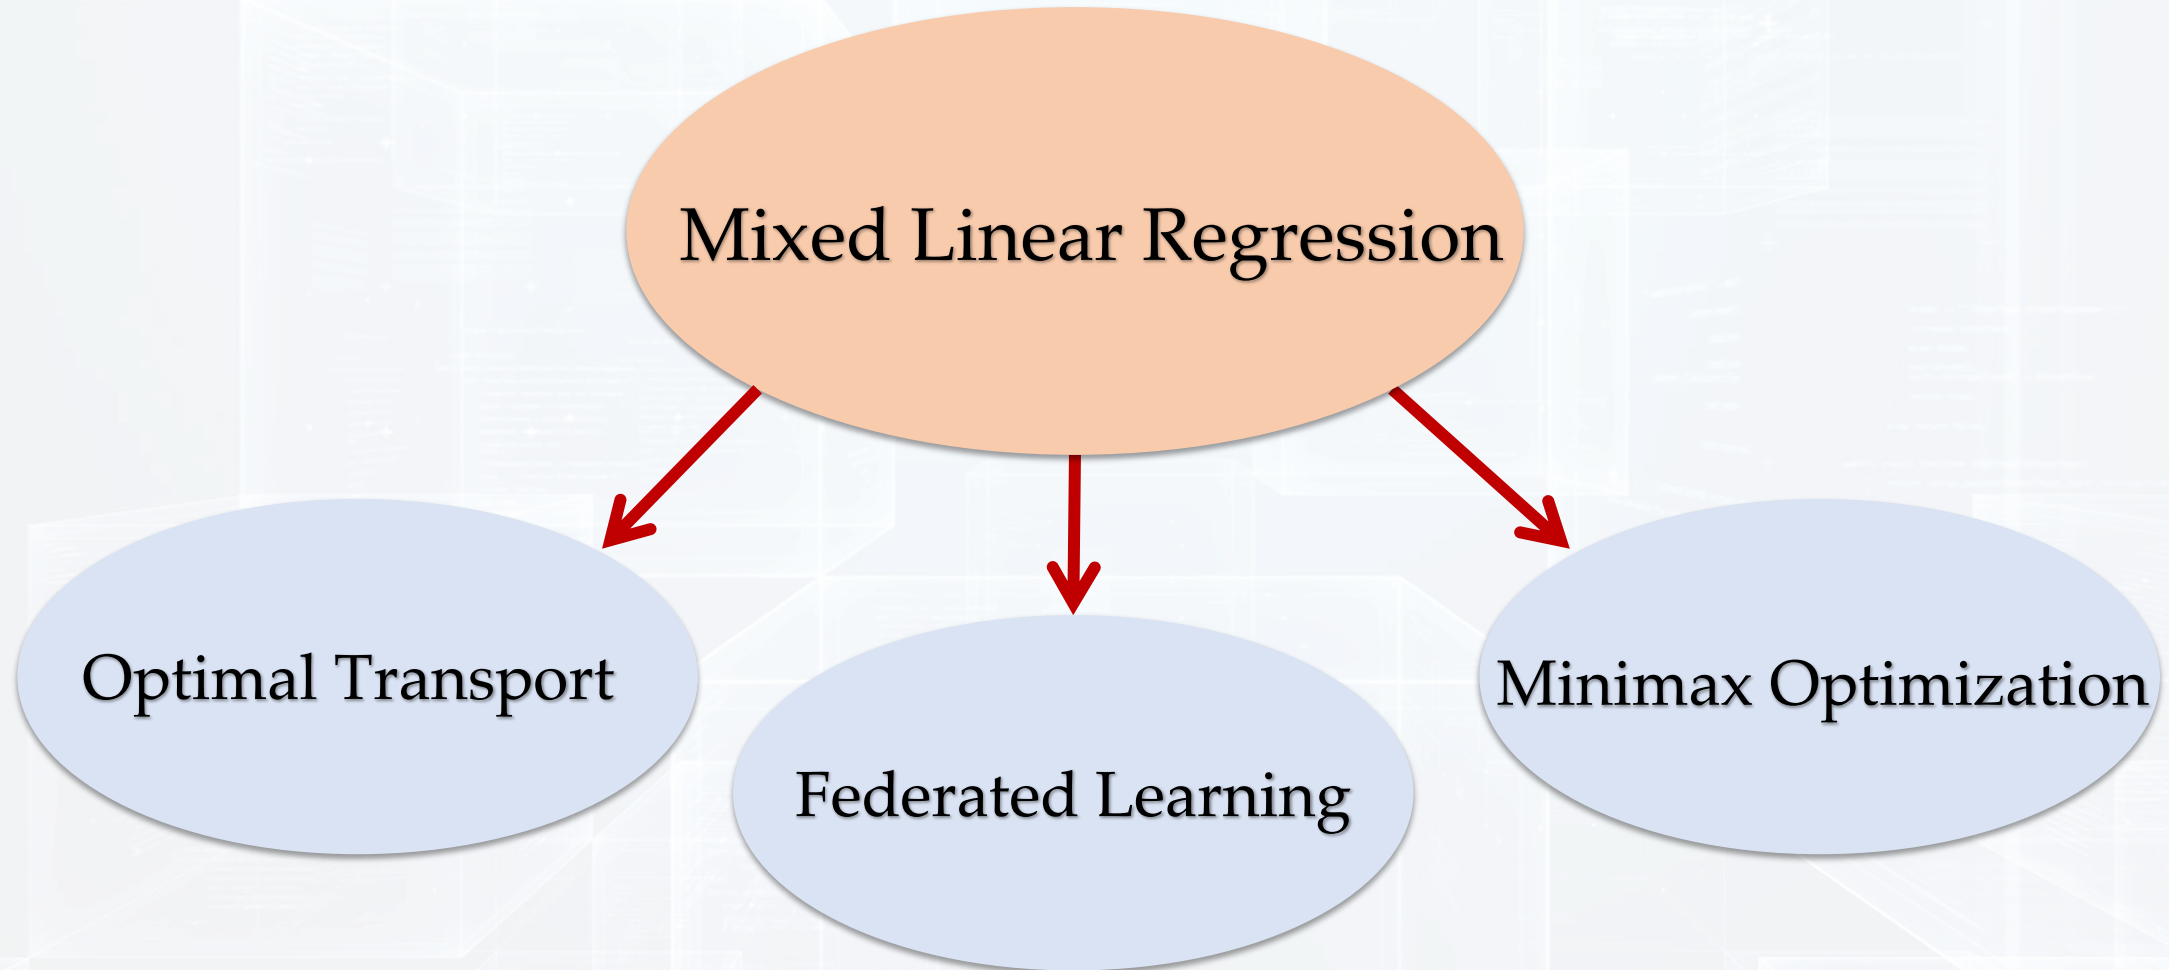 Mixed Linear Regression
Optimal Transport
Federated Learning
Minimax Optimization